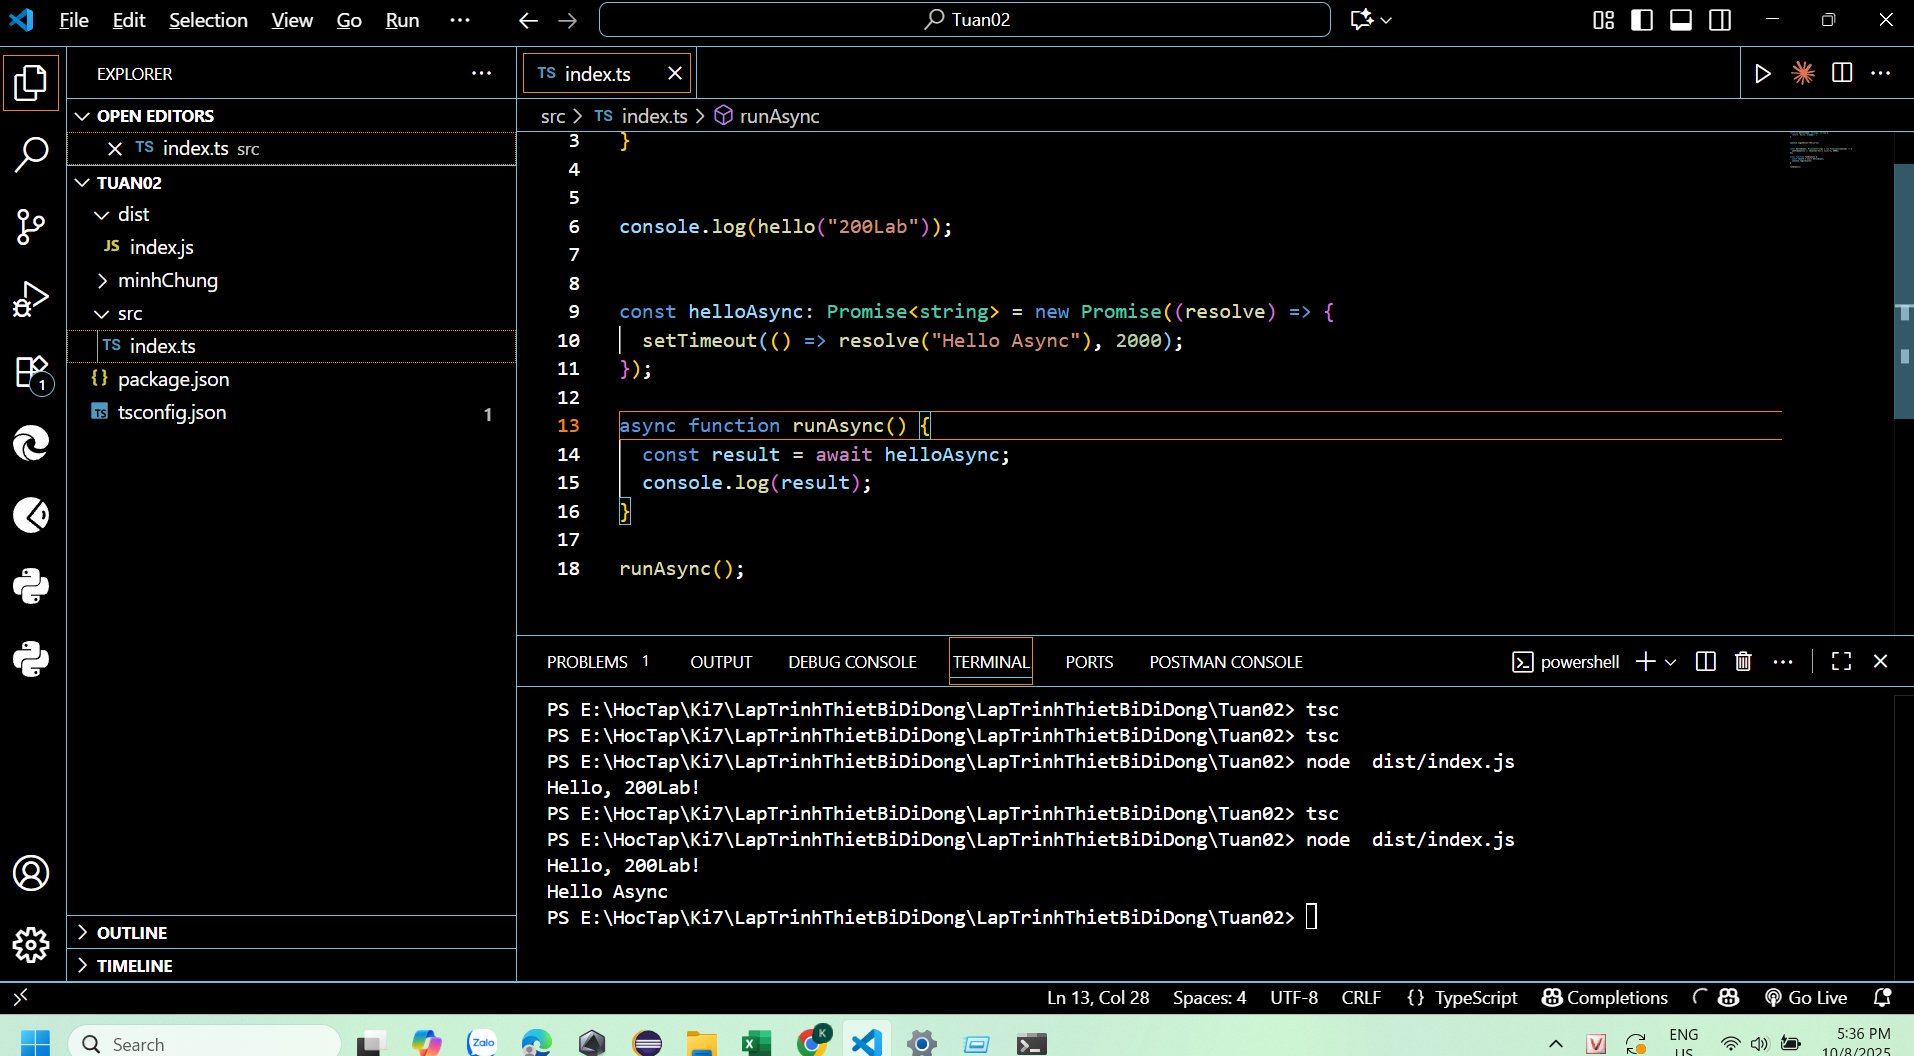 File Edit Selection View Go Run ··· Tuan02
EXPLORER ···
OPEN EDITORS
TS index.ts src
TUAN02
dist
JS index.js
minhChung
src
TS index.ts
{} package.json
TS tsconfig.json 1
OUTLINE
TIMELINE
1
TS index.ts
src > TS index.ts > runAsync
3 }
4
5
6 console.log(hello("200Lab"));
7
8
9 const helloAsync: Promise<string> = new Promise((resolve) => {
10 setTimeout(() => resolve("Hello Async"), 2000);
11 });
12
13 async function runAsync() {
14 const result = await helloAsync;
15 console.log(result);
16 }
17
18 runAsync();
PROBLEMS 1 OUTPUT DEBUG CONSOLE TERMINAL PORTS POSTMAN CONSOLE powershell
PS E:\HocTap\Ki7\LapTrinhThietBiDiDong\LapTrinhThietBiDiDong\Tuan02> tsc
PS E:\HocTap\Ki7\LapTrinhThietBiDiDong\LapTrinhThietBiDiDong\Tuan02> tsc
PS E:\HocTap\Ki7\LapTrinhThietBiDiDong\LapTrinhThietBiDiDong\Tuan02> node  dist/index.js
Hello, 200Lab!
PS E:\HocTap\Ki7\LapTrinhThietBiDiDong\LapTrinhThietBiDiDong\Tuan02> tsc
PS E:\HocTap\Ki7\LapTrinhThietBiDiDong\LapTrinhThietBiDiDong\Tuan02> node  dist/index.js
Hello, 200Lab!
Hello Async
PS E:\HocTap\Ki7\LapTrinhThietBiDiDong\LapTrinhThietBiDiDong\Tuan02>
Ln 13, Col 28 Spaces: 4 UTF-8 CRLF {} TypeScript Completions Go Live
Search Zalo K V ENG 5:36 PM
US 10/8/2025